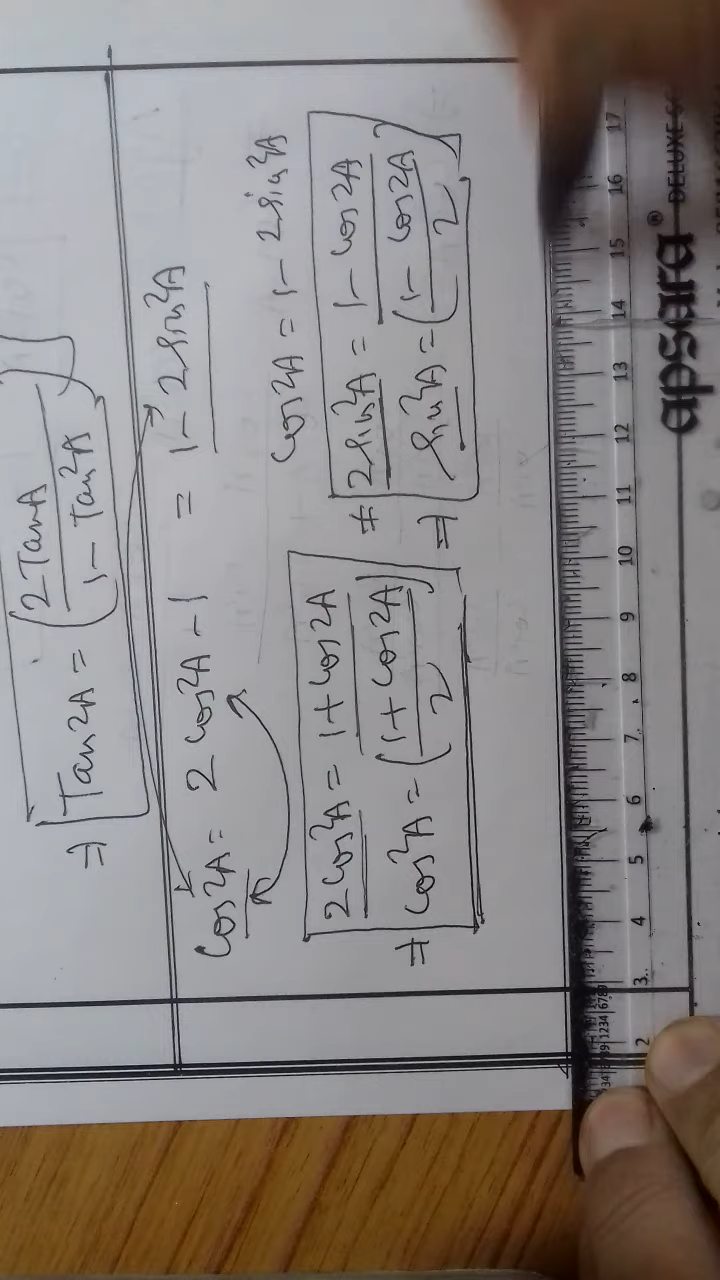 ⇒ Tan2A = (2TanA / 1 - Tan²A)
Cos2A = 2Cos²A - 1 = 1 - 2Sin²A
2Cos²A = 1 + Cos2A
⇒ Cos²A = (1 + Cos2A / 2)
Cos2A = 1 - 2Sin²A
⇒ 2Sin²A = 1 - Cos2A
⇒ Sin²A = (1 - Cos2A / 2)
2 3 4 5 6 7 8 9 10 11 12 13 14 15 16 17
apsara® DELUXE